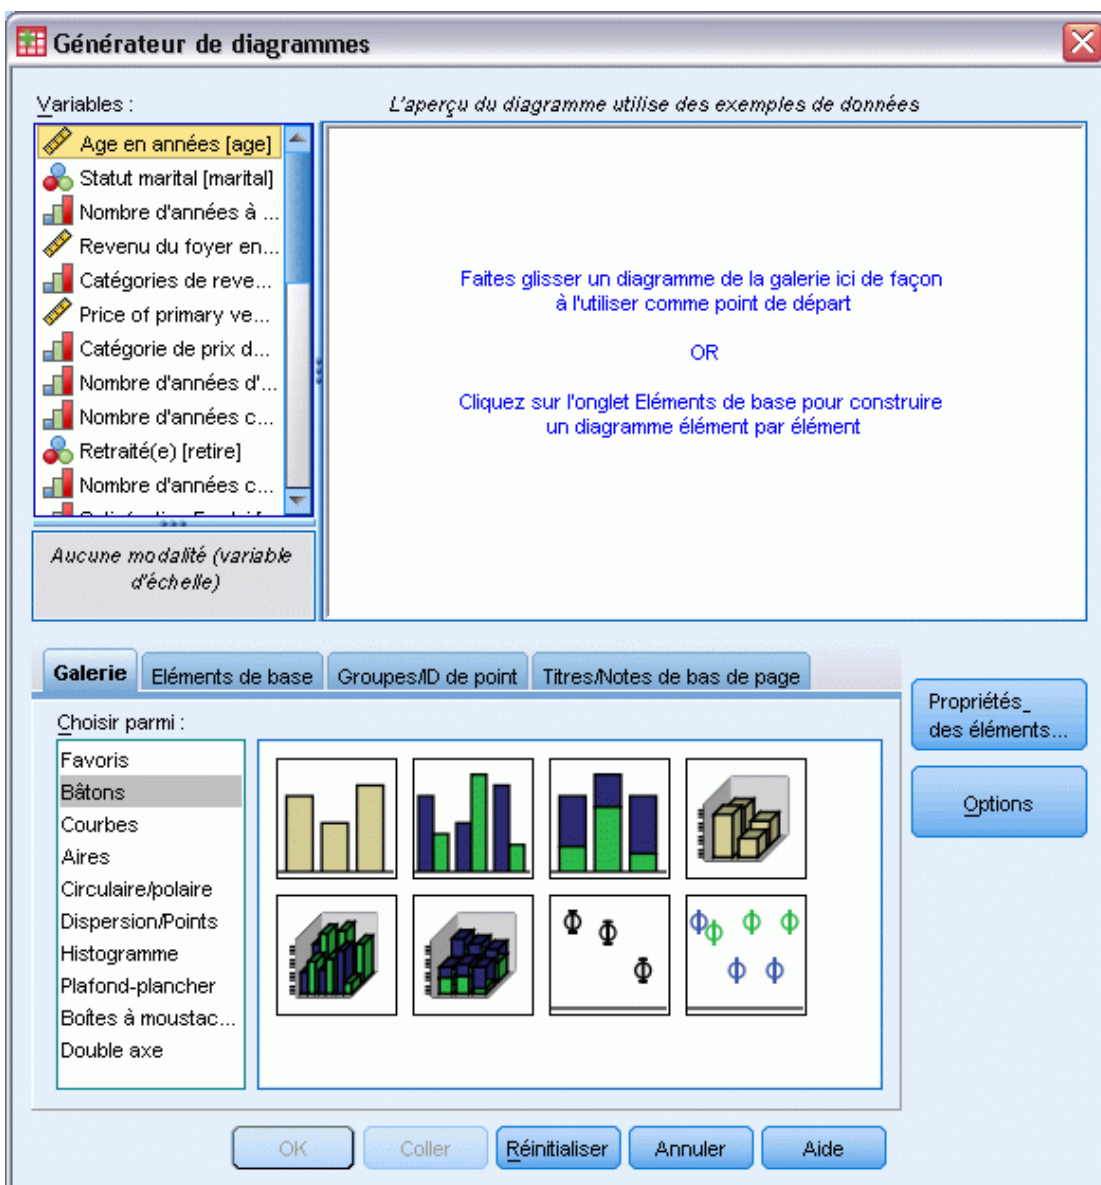 Générateur de diagrammes
Variables :
L'aperçu du diagramme utilise des exemples de données
Age en années [age]
Statut marital [marital]
Nombre d'années à ...
Revenu du foyer en...
Catégories de reve...
Price of primary ve...
Catégorie de prix d...
Nombre d'années d'...
Nombre d'années c...
Retraité(e) [retire]
Nombre d'années c...
Faites glisser un diagramme de la galerie ici de façon
à l'utiliser comme point de départ
OR
Cliquez sur l'onglet Eléments de base pour construire
un diagramme élément par élément
Aucune modalité (variable
d'échelle)
Galerie
Eléments de base
Groupes/ID de point
Titres/Notes de bas de page
Choisir parmi :
Favoris
Bâtons
Courbes
Aires
Circulaire/polaire
Dispersion/Points
Histogramme
Plafond-plancher
Boîtes à moustac...
Double axe
Propriétés_
des éléments...
Options
OK
Coller
Réinitialiser
Annuler
Aide